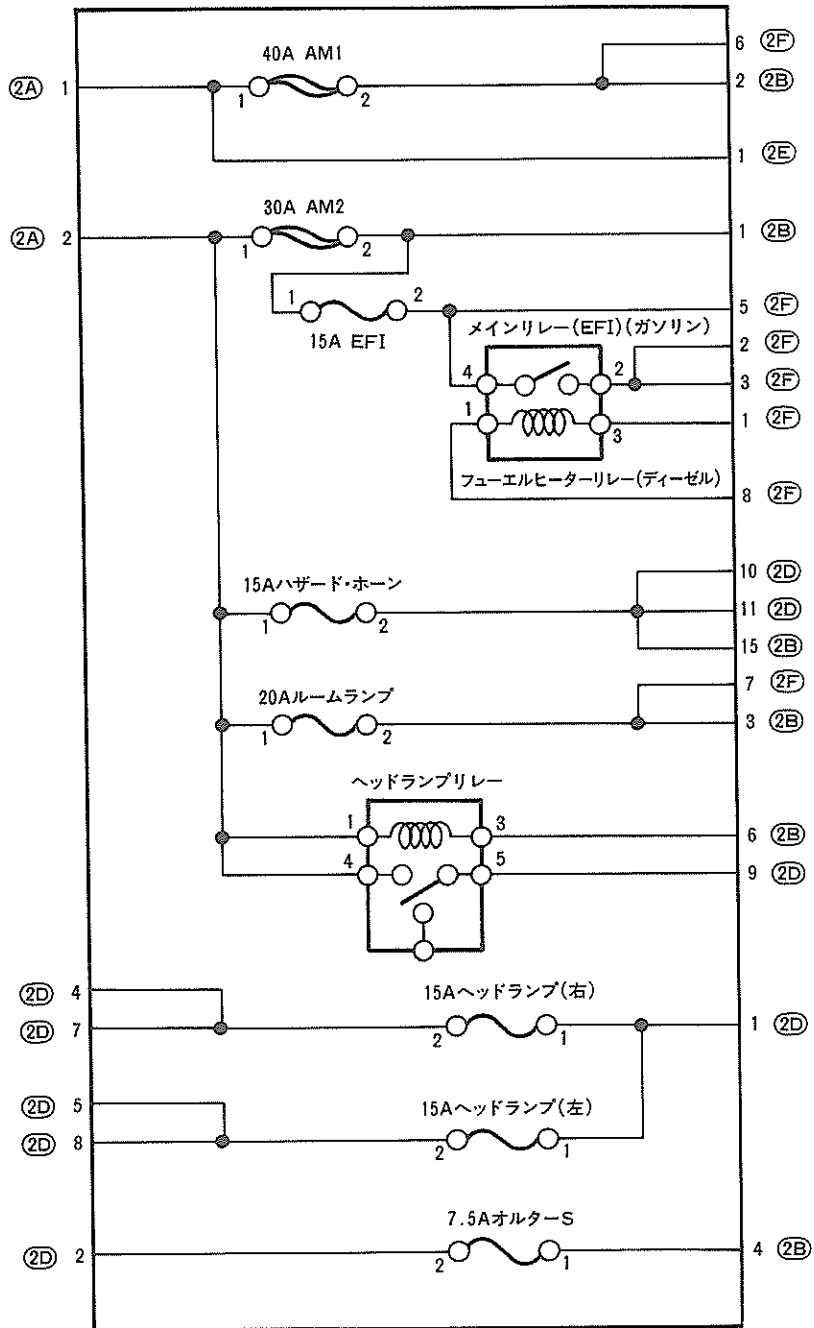 40A AM1
6 2F
2A 1
1 2
2 2B
1 2E
30A AM2
2A 2
1 2
1 2B
1 2
15A EFI
5 2F
メインリレー(EFI)(ガソリン)
2 2F
4 2
3 2F
1 3
1 2F
フューエルヒーターリレー(ディーゼル)
8 2F
15Aハザード・ホーン
10 2D
1 2
11 2D
15 2B
20Aルームランプ
7 2F
1 2
3 2B
ヘッドランプリレー
1 3
6 2B
4 5
9 2D
2D 4
15Aヘッドランプ(右)
2D 7
2 1
1 2D
2D 5
15Aヘッドランプ(左)
2D 8
2 1
7.5AオルターS
2D 2
2 1
4 2B